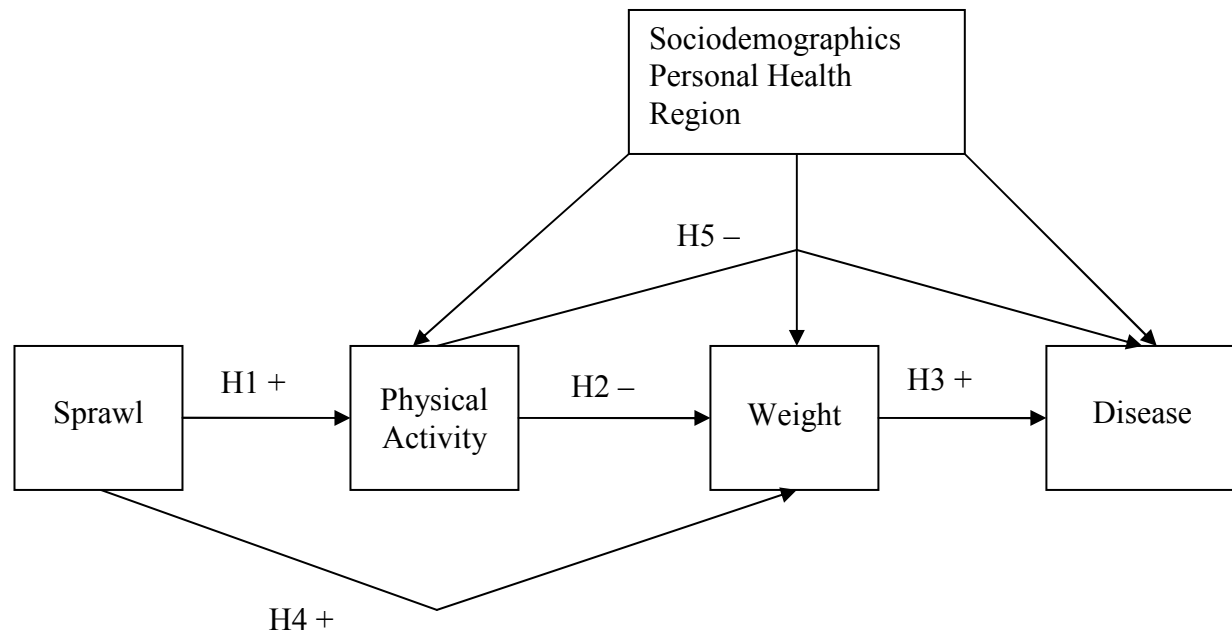 Sociodemographics
Personal Health
Region
H5 –
Sprawl
H1 +
Physical
Activity
H2 –
Weight
H3 +
Disease
H4 +